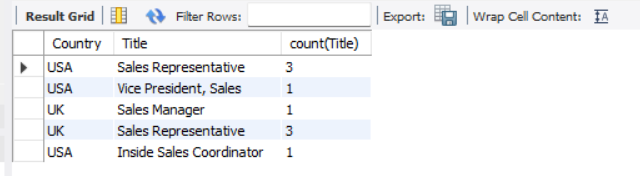 Result Grid Filter Rows: Export: Wrap Cell Content: IA
Country Title count(Title)
USA Sales Representative 3
USA Vice President, Sales 1
UK Sales Manager 1
UK Sales Representative 3
USA Inside Sales Coordinator 1